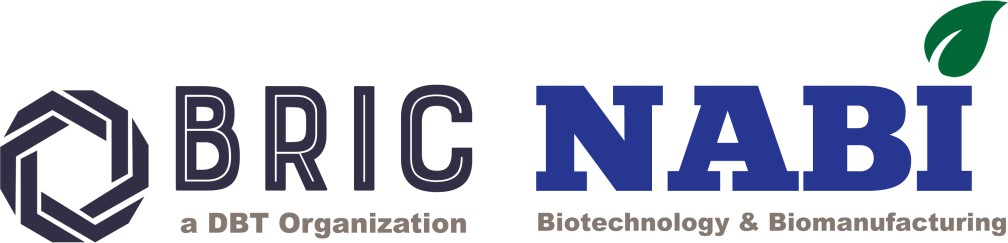 BRIC
a DBT Organization
NABI
Biotechnology & Biomanufacturing